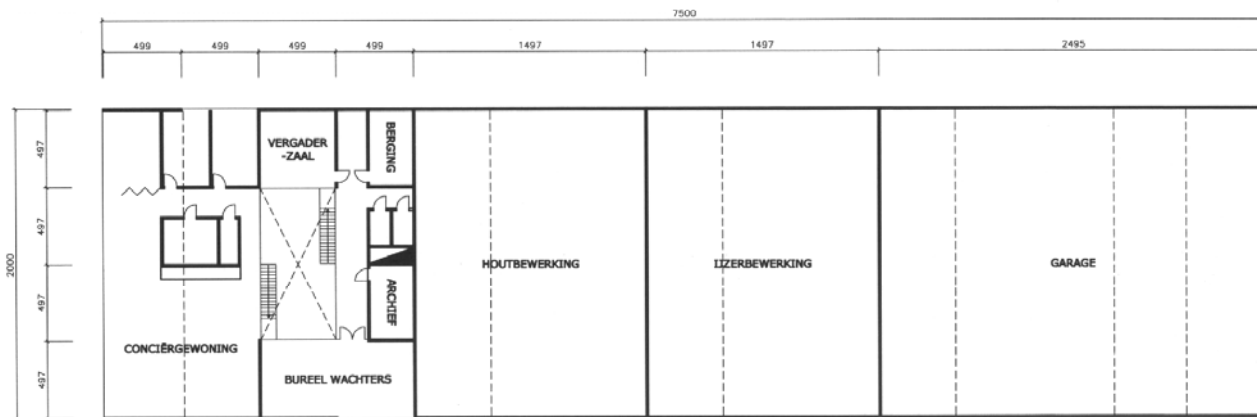 7500
499
499
499
499
1497
1497
2495
2000
497
497
497
497
VERGADER
-ZAAL
BERGING
HOUTBEWERKING
IJZERBEWERKING
GARAGE
ARCHIEF
CONCIËRGEWONING
BUREEL WACHTERS